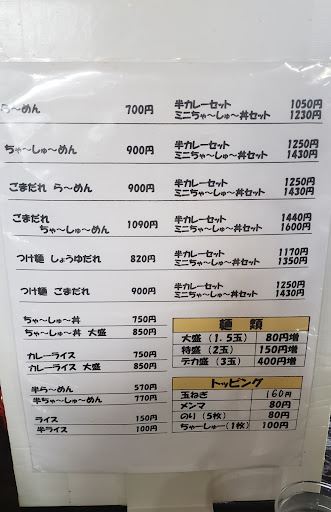 ら～めん 700円 半カレーセット 1050円
ミニちゃ～しゅ～丼セット 1230円
ちゃ～しゅ～めん 900円 半カレーセット 1250円
ミニちゃ～しゅ～丼セット 1430円
ごまだれ ら～めん 900円 半カレーセット 1250円
ミニちゃ～しゅ～丼セット 1430円
ごまだれ
ちゃ～しゅ～めん 1090円 半カレーセット 1440円
ミニちゃ～しゅ～丼セット 1600円
つけ麺 しょうゆだれ 820円 半カレーセット 1170円
ミニちゃ～しゅ～丼セット 1350円
つけ麺 ごまだれ 900円 半カレーセット 1250円
ミニちゃ～しゅ～丼セット 1430円
ちゃ～しゅ～丼 750円
ちゃ～しゅ～丼 大盛 850円
カレーライス 750円
カレーライス 大盛 850円
半ら～めん 570円
半ちゃ～しゅ～めん 770円
ライス 150円
半ライス 100円
麺 類
大盛（1.5玉） 80円増
特盛（2玉） 150円増
デカ盛（3玉） 400円増
トッピング
玉ねぎ 160円
メンマ 80円
のり（5枚） 80円
ちゃーしゅー（1枚） 100円